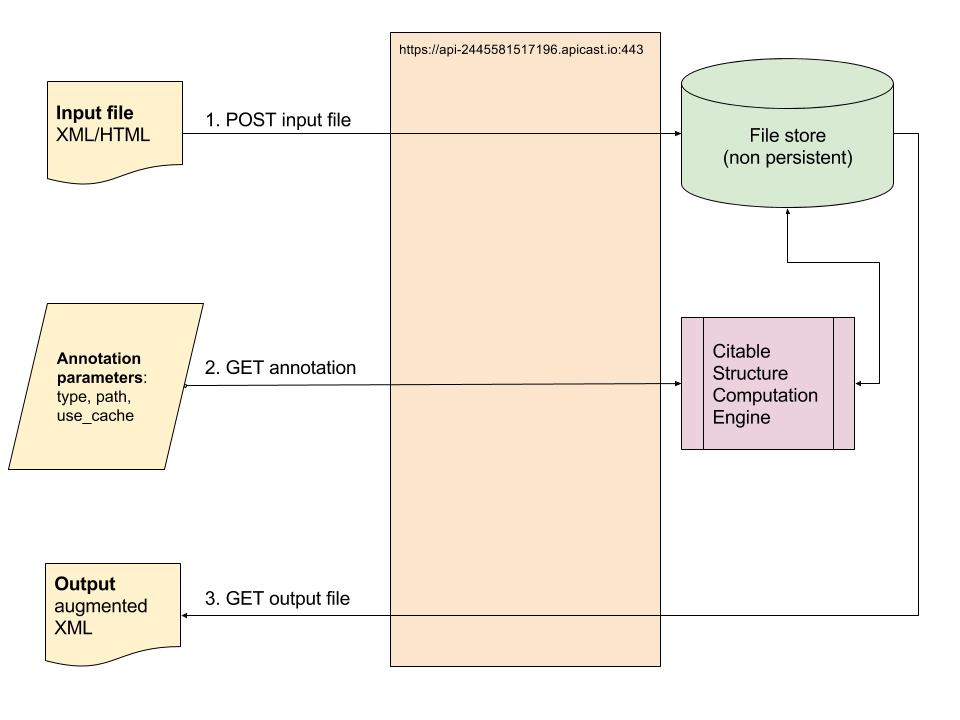 https://api-2445581517196.apicast.io:443
Input file
XML/HTML
1. POST input file
File store
(non persistent)
Annotation
parameters:
type, path,
use_cache
2. GET annotation
Citable
Structure
Computation
Engine
Output
augmented
XML
3. GET output file